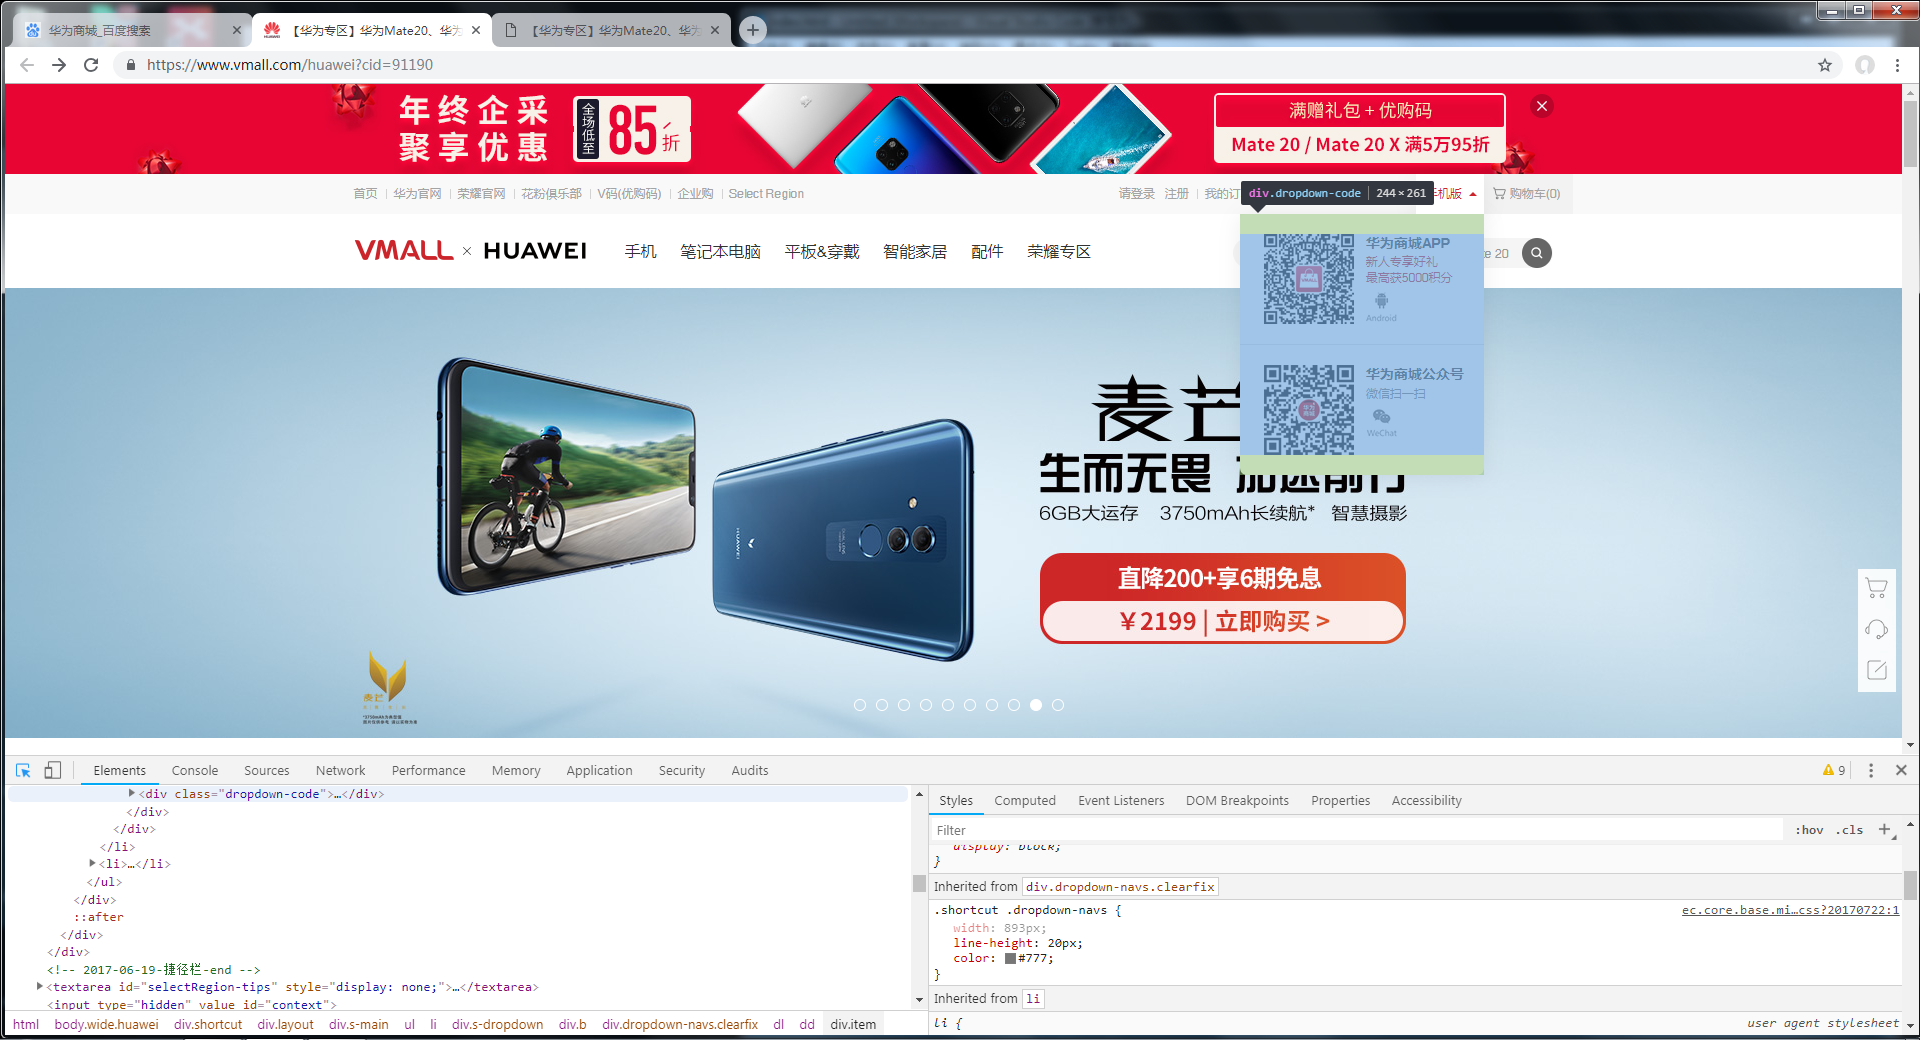 华为商城_百度搜索
【华为专区】华为Mate20、华为
【华为专区】华为Mate20、华为
https://www.vmall.com/huawei?cid=91190
年终企采
聚享优惠
全场低至
85折
满赠礼包 + 优购码
Mate 20 / Mate 20 X 满5万95折
首页 华为官网 荣耀官网 花粉俱乐部 V码(优购码) 企业购 Select Region
请登录 注册 我的订
div.dropdown-code 244 × 261
手机版
购物车(0)
VMALL × HUAWEI
手机 笔记本电脑 平板&穿戴 智能家居 配件 荣耀专区
te 20
华为商城APP
新人专享好礼
最高获5000积分
Android
华为商城公众号
微信扫一扫
WeChat
麦芒
生而无畏 加速前行
6GB大运存 3750mAh长续航* 智慧摄影
直降200+享6期免息
￥2199 | 立即购买 >
HUAWEI
麦芒
Elements Console Sources Network Performance Memory Application Security Audits
9
<div class="dropdown-code">…</div>
</div>
</div>
</li>
<li>…</li>
</ul>
</div>
::after
</div>
</div>
<!-- 2017-06-19-捷径栏-end -->
<textarea id="selectRegion-tips" style="display: none;">…</textarea>
<input type="hidden" value id="context">
html body.wide.huawei div.shortcut div.layout div.s-main ul li div.s-dropdown div.b div.dropdown-navs.clearfix dl dd div.item
Styles Computed Event Listeners DOM Breakpoints Properties Accessibility
Filter
:hov .cls +
display: block;
}
Inherited from div.dropdown-navs.clearfix
.shortcut .dropdown-navs {
ec.core.base.mi…css?20170722:1
width: 893px;
line-height: 20px;
color: #777;
}
Inherited from li
li {
user agent stylesheet